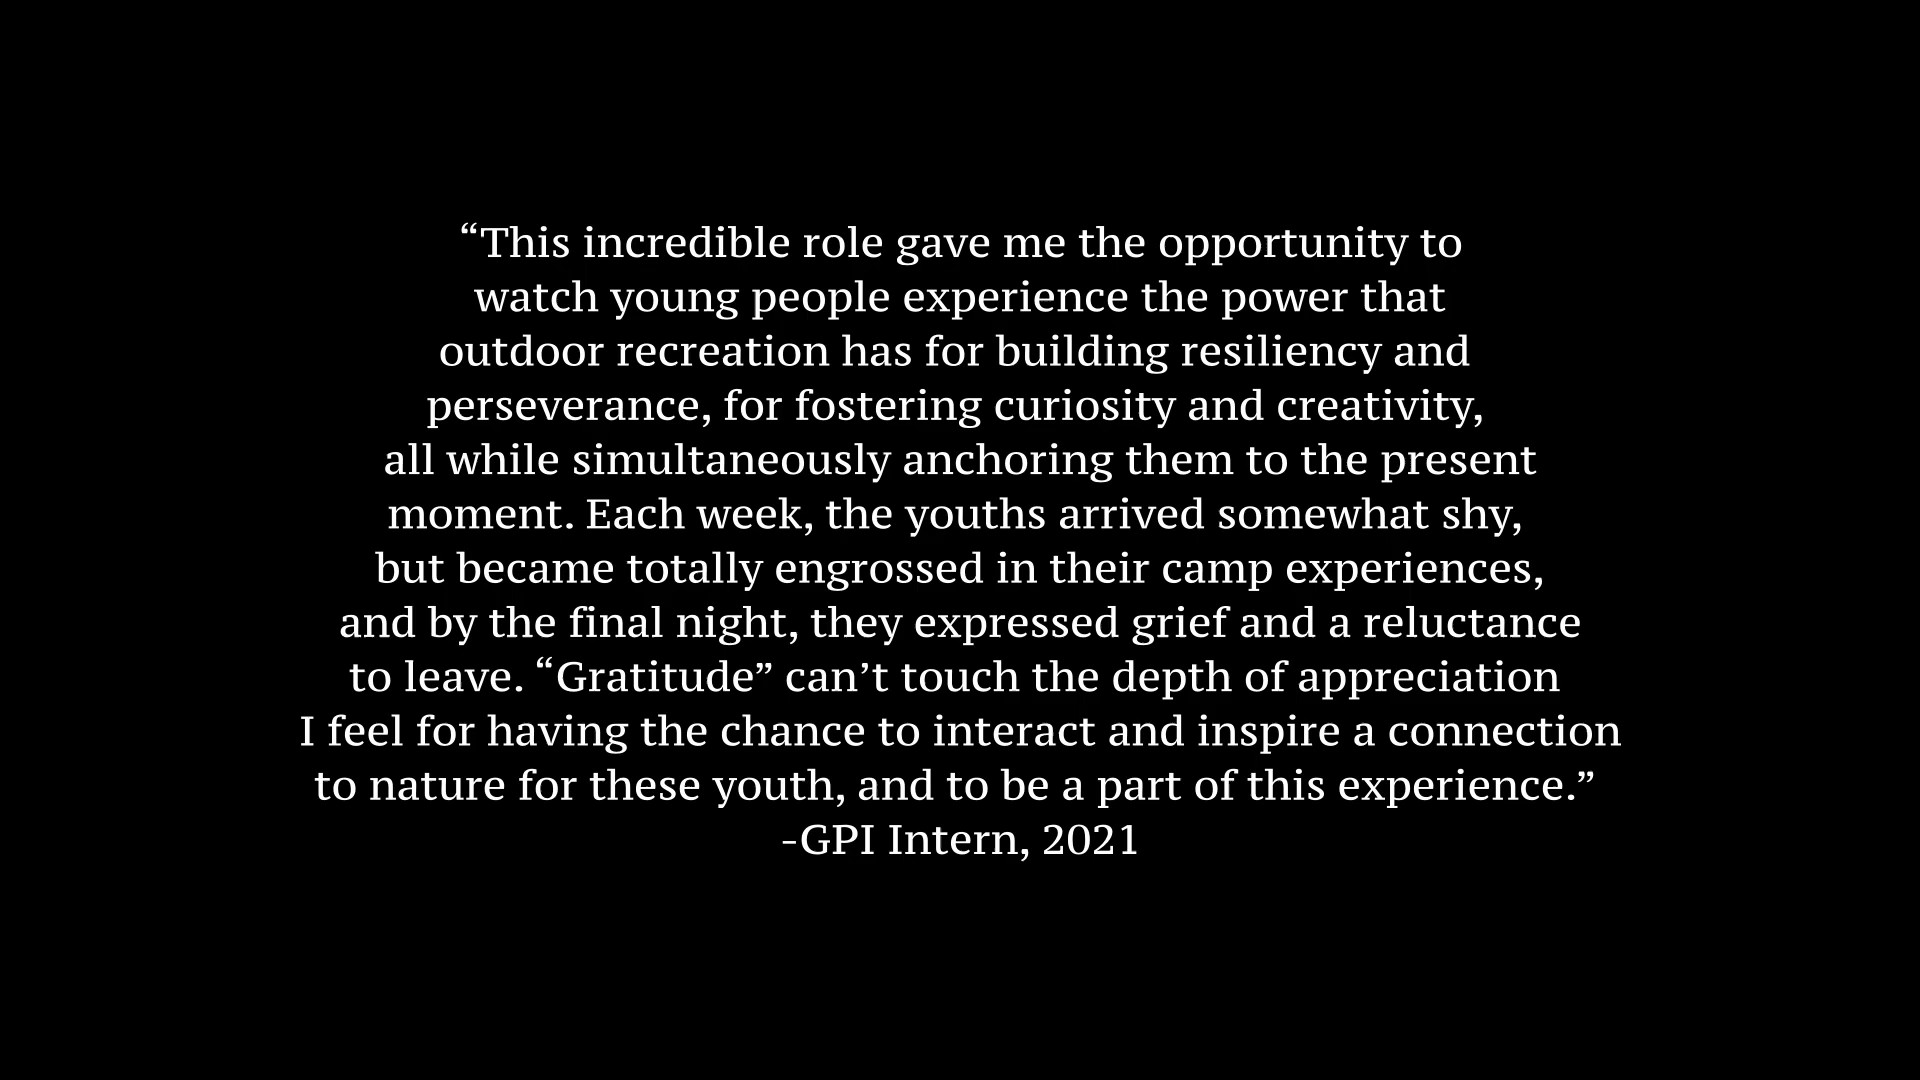 “This incredible role gave me the opportunity to
watch young people experience the power that
outdoor recreation has for building resiliency and
perseverance, for fostering curiosity and creativity,
all while simultaneously anchoring them to the present
moment. Each week, the youths arrived somewhat shy,
but became totally engrossed in their camp experiences,
and by the final night, they expressed grief and a reluctance
to leave. “Gratitude” can’t touch the depth of appreciation
I feel for having the chance to interact and inspire a connection
to nature for these youth, and to be a part of this experience.”
-GPI Intern, 2021